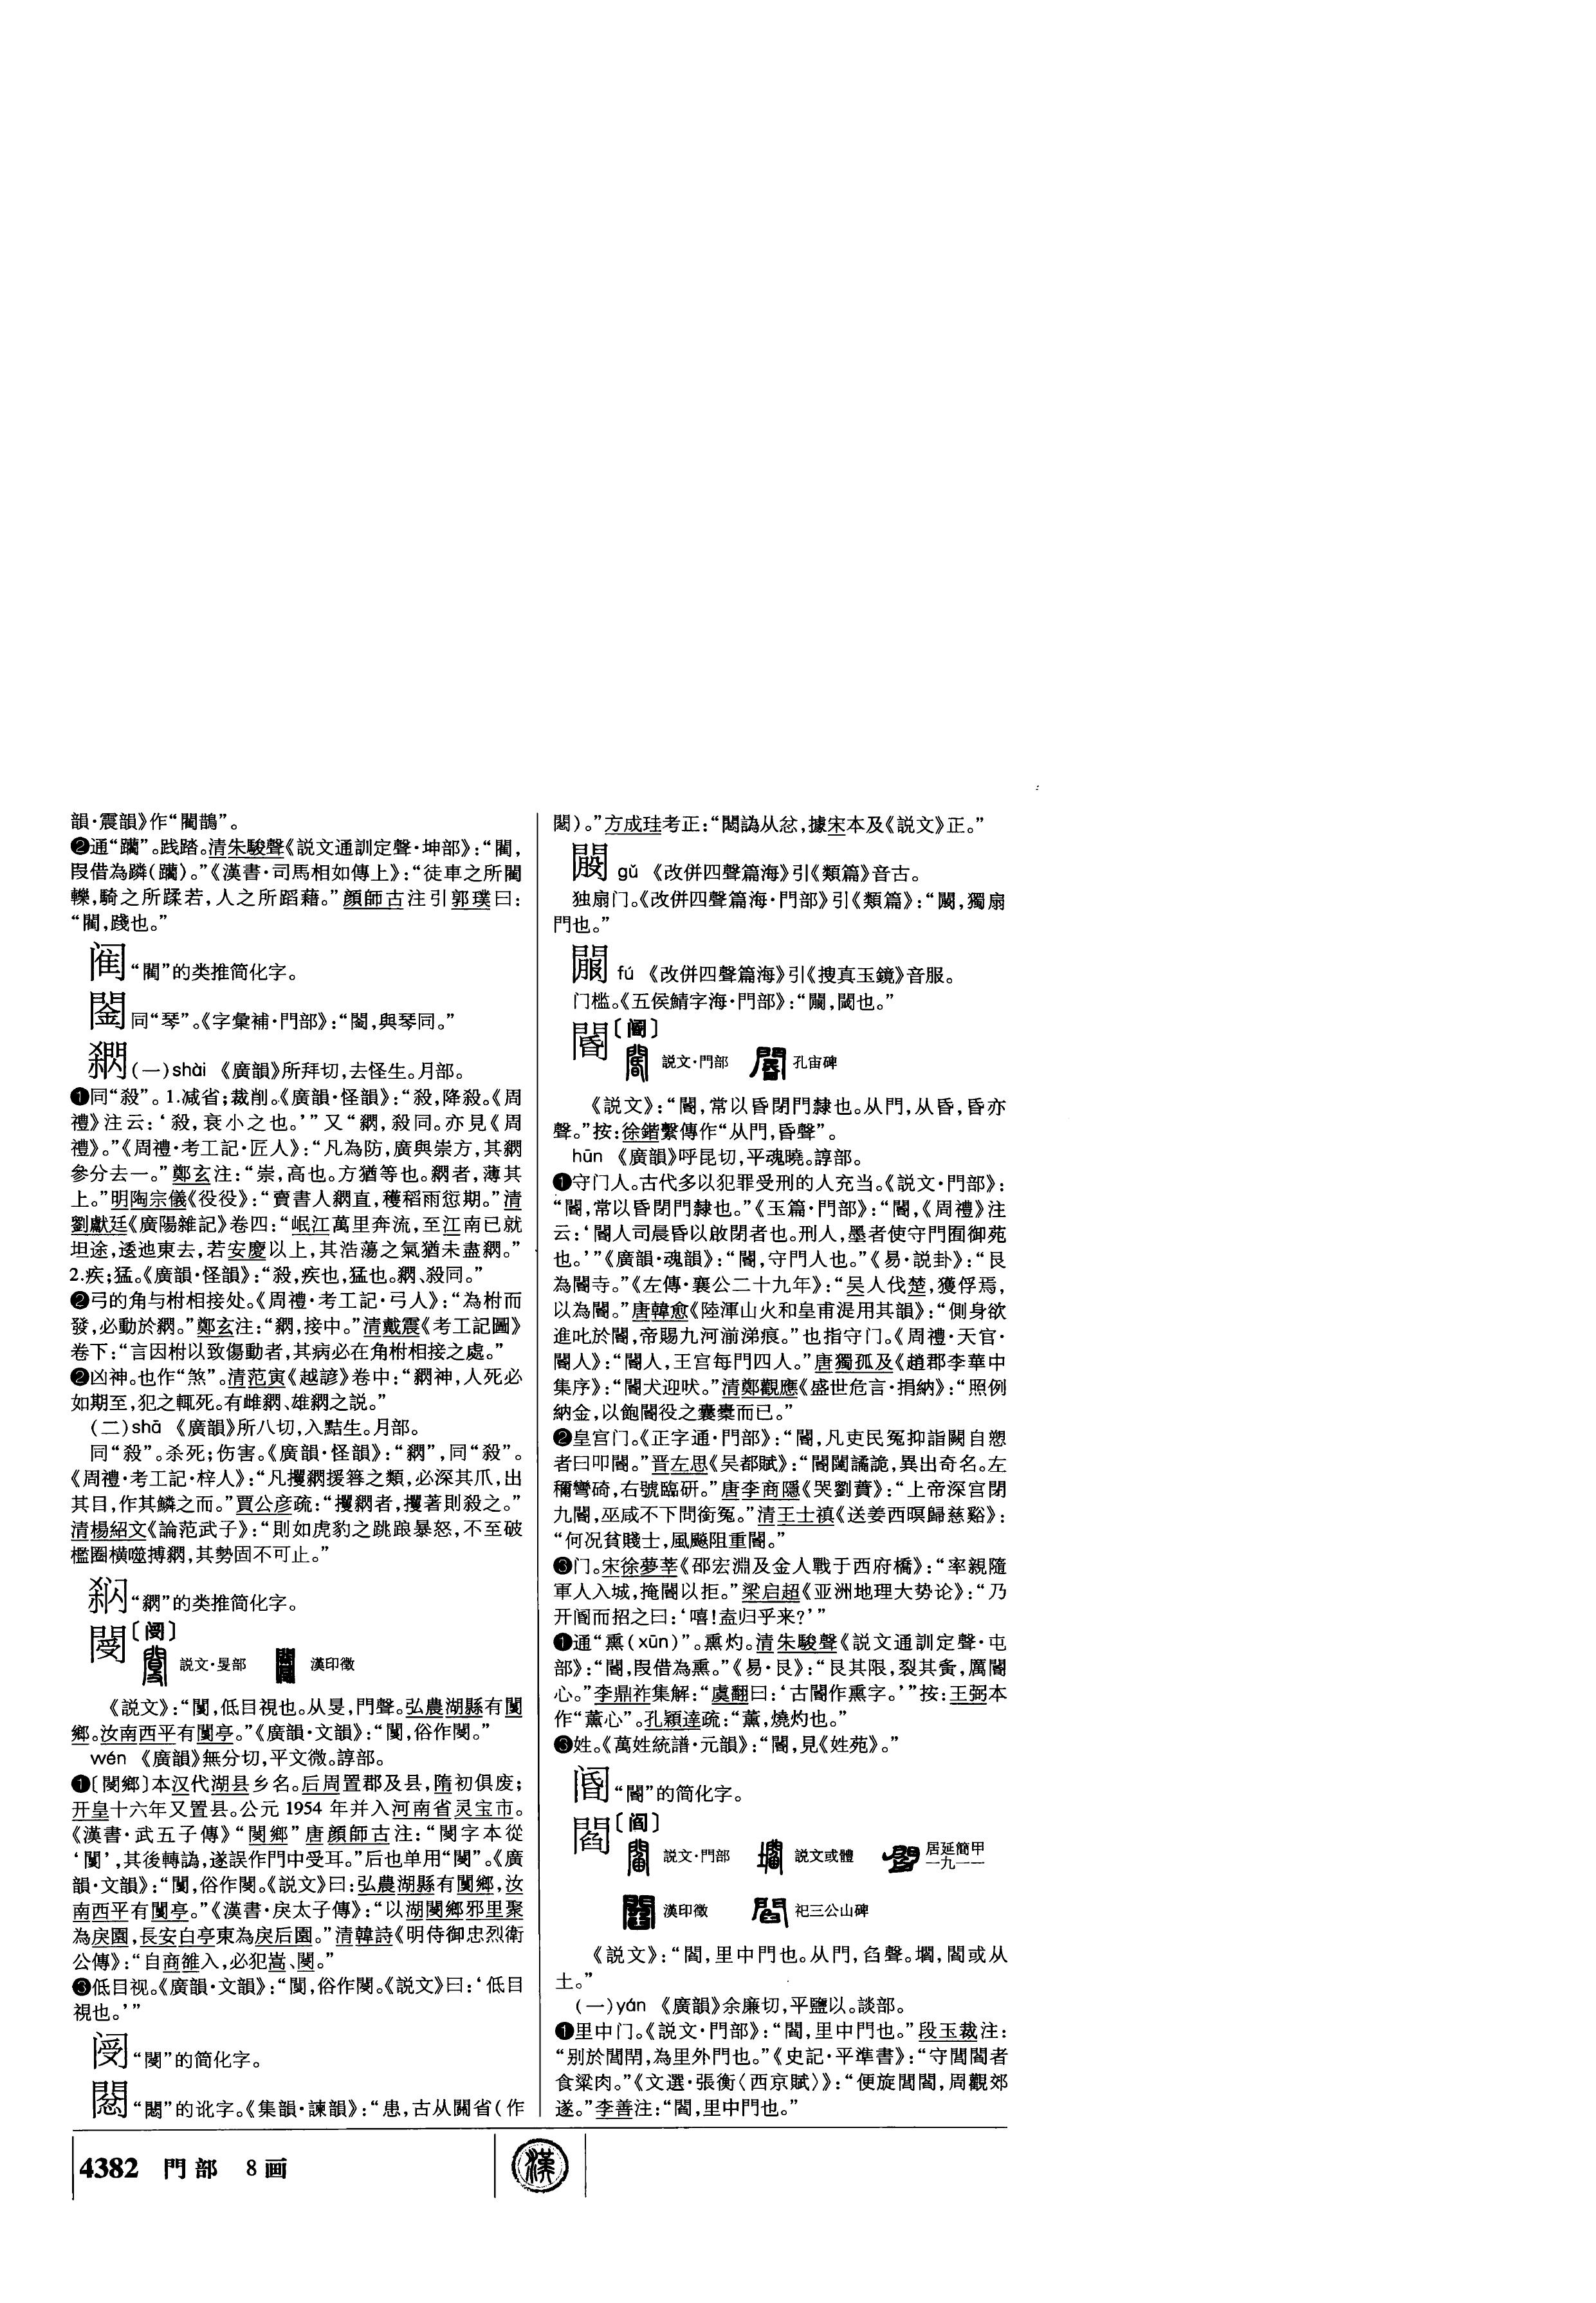 韻·震韻》作“閵鵲”。
❷通“躪”。践踏。清朱駿聲《説文通訓定聲·坤部》：“閵，
叚借為蹸(躪)。”《漢書·司馬相如傳上》：“徒車之所閵
轢，騎之所蹂若，人之所蹈藉。”顔師古注引郭璞曰：
“閵，踐也。”
“閵”的类推简化字。
同“琴”。《字彙補·門部》：“䦦，與琴同。”
(一)shài 《廣韻》所拜切，去怪生。月部。
❶同“殺”。1.减省；裁削。《廣韻·怪韻》：“殺，降殺。《周
禮》注云：‘殺，衰小之也。’”又“閷，殺同。亦見《周
禮》。”《周禮·考工記·匠人》：“凡為防，廣與崇方，其閷
參分去一。”鄭玄注：“崇，高也。方猶等也。閷者，薄其
上。”明陶宗儀《役役》：“賣書人閷直，穫稻雨愆期。”清
劉獻廷《廣陽雜記》卷四：“岷江萬里奔流，至江南已就
坦途，逶迆東去，若安慶以上，其浩蕩之氣猶未盡閷。”
2.疾；猛。《廣韻·怪韻》：“殺，疾也，猛也。閷、殺同。”
❷弓的角与柎相接处。《周禮·考工記·弓人》：“為柎而
發，必動於閷。”鄭玄注：“閷，接中。”清戴震《考工記圖》
卷下：“言因柎以致傷動者，其病必在角柎相接之處。”
❷凶神。也作“煞”。清范寅《越諺》卷中：“閷神，人死必
如期至，犯之輒死。有雌閷、雄閷之説。”
(二)shā 《廣韻》所八切，入黠生。月部。
同“殺”。杀死；伤害。《廣韻·怪韻》：“閷”，同“殺”。
《周禮·考工記·梓人》：“凡攫閷援簭之類，必深其爪，出
其目，作其鱗之而。”賈公彦疏：“攫閷者，攫著則殺之。”
清楊紹文《論范武子》：“則如虎豹之跳踉暴怒，不至破
檻圈橫噬搏閷，其勢固不可止。”
“閷”的类推简化字。
閿〔阌〕
説文·𥄎部 漢印徵
《説文》：“闅，低目視也。从𥄎，門聲。弘農湖縣有闅
鄉。汝南西平有闅亭。”《廣韻·文韻》：“闅，俗作閿。”
wén 《廣韻》無分切，平文微。諄部。
❶〔閿鄉〕本汉代湖县乡名。后周置郡及县，隋初俱废；
开皇十六年又置县。公元1954年并入河南省灵宝市。
《漢書·武五子傳》“閿鄉”唐顔師古注：“閿字本從
‘闅’，其後轉譌，遂誤作門中受耳。”后也单用“閿”。《廣
韻·文韻》：“闅，俗作閿。《説文》曰：弘農湖縣有闅鄉，汝
南西平有闅亭。”《漢書·戾太子傳》：“以湖閿鄉邪里聚
為戾園，長安白亭東為戾后園。”清韓詩《明侍御忠烈衛
公傳》：“自商雒入，必犯嵩、閿。”
❸低目视。《廣韻·文韻》：“闅，俗作閿。《説文》曰：‘低目
視也。’”
阌“閿”的简化字。
的讹字。《集韻·諫韻》：“患，古从關省(作
)。”方成珪考正：“譌从忿，據宋本及《説文》正。”
gǔ 《改併四聲篇海》引《類篇》音古。
独扇门。《改併四聲篇海·門部》引《類篇》：“，獨扇
門也。”
fú 《改併四聲篇海》引《搜真玉鏡》音服。
门槛。《五侯鯖字海·門部》：“，閾也。”
閽〔阍〕
説文·門部 孔宙碑
《説文》：“閽，常以昏閉門隸也。从門，从昏，昏亦
聲。”按：徐鍇繫傳作“从門，昏聲”。
hūn 《廣韻》呼昆切，平魂曉。諄部。
❶守门人。古代多以犯罪受刑的人充当。《説文·門部》：
“閽，常以昏閉門隸也。”《玉篇·門部》：“閽，《周禮》注
云：‘閽人司晨昏以啟閉者也。刑人，墨者使守門囿御苑
也。’”《廣韻·魂韻》：“閽，守門人也。”《易·説卦》：“艮
為閽寺。”《左傳·襄公二十九年》：“吴人伐楚，獲俘焉，
以為閽。”唐韓愈《陸渾山火和皇甫湜用其韻》：“側身欲
進叱於閽，帝賜九河湔涕痕。”也指守门。《周禮·天官·
閽人》：“閽人，王宫每門四人。”唐獨孤及《趙郡李華中
集序》：“閽犬迎吠。”清鄭觀應《盛世危言·捐納》：“照例
納金，以飽閽役之囊橐而已。”
❷皇宫门。《正字通·門部》：“閽，凡吏民冤抑詣闕自愬
者曰叩閽。”晋左思《吴都賦》：“閽闥譎詭，異出奇名。左
稱彎碕，右號臨硎。”唐李商隱《哭劉蕡》：“上帝深宫閉
九閽，巫咸不下問銜冤。”清王士禛《送姜西暝歸慈谿》：
“何况貧賤士，風飈阻重閽。”
❸门。宋徐夢莘《邵宏淵及金人戰于西府橋》：“率親隨
軍人入城，掩閽以拒。”梁启超《亚洲地理大势论》：“乃
开阍而招之曰：‘嘻！盍归乎来？’”
❶通“熏(xūn)”。熏灼。清朱駿聲《説文通訓定聲·屯
部》：“閽，叚借為熏。”《易·艮》：“艮其限，裂其夤，厲閽
心。”李鼎祚集解：“虞翻曰：‘古閽作熏字。’”按：王弼本
作“薰心”。孔穎達疏：“薰，燒灼也。”
❸姓。《萬姓統譜·元韻》：“閽，見《姓苑》。”
阍“閽”的简化字。
閻〔阎〕
説文·門部 説文或體 居延簡甲一九一一
漢印徵 祀三公山碑
《説文》：“閻，里中門也。从門，臽聲。壛，閻或从
土。”
(一)yán 《廣韻》余廉切，平鹽以。談部。
❶里中门。《説文·門部》：“閻，里中門也。”段玉裁注：
“别於閭閈，為里外門也。”《史記·平準書》：“守閭閻者
食粱肉。”《文選·張衡〈西京賦〉》：“便旋閭閻，周觀郊
遂。”李善注：“閻，里中門也。”
4382 門部 8画
漢